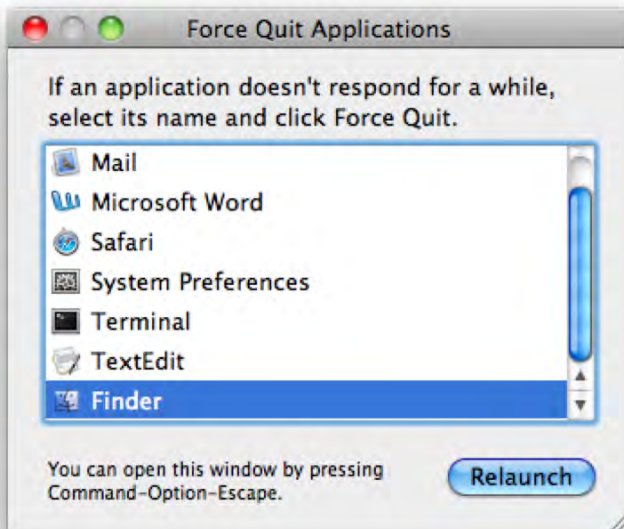 Force Quit Applications
If an application doesn't respond for a while,
select its name and click Force Quit.
Mail
Microsoft Word
Safari
System Preferences
Terminal
TextEdit
Finder
You can open this window by pressing
Command-Option-Escape.
Relaunch